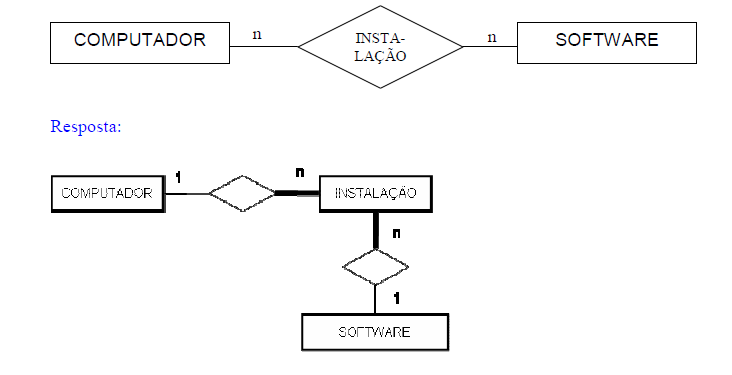 COMPUTADOR n INSTA- n SOFTWARE
LAÇÃO
Resposta:
COMPUTADOR 1 n INSTALAÇÃO
n
1
SOFTWARE